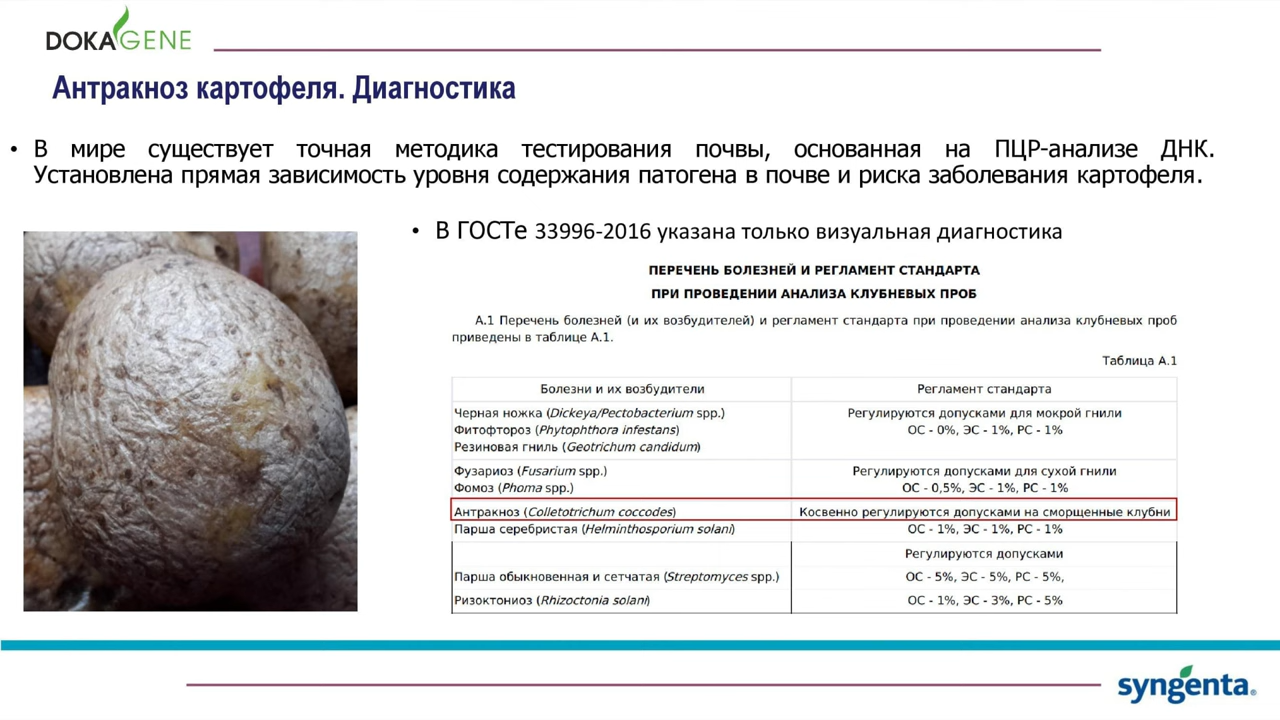 DOKAGENE
Антракноз картофеля. Диагностика
• В мире существует точная методика тестирования почвы, основанная на ПЦР-анализе ДНК.
Установлена прямая зависимость уровня содержания патогена в почве и риска заболевания картофеля.
• В ГОСТе 33996-2016 указана только визуальная диагностика
ПЕРЕЧЕНЬ БОЛЕЗНЕЙ И РЕГЛАМЕНТ СТАНДАРТА
ПРИ ПРОВЕДЕНИИ АНАЛИЗА КЛУБНЕВЫХ ПРОБ
А.1 Перечень болезней (и их возбудителей) и регламент стандарта при проведении анализа клубневых проб
приведены в таблице А.1.
Таблица А.1
Болезни и их возбудители Регламент стандарта
Черная ножка (Dickeya/Pectobacterium spp.) Регулируются допусками для мокрой гнили
Фитофтороз (Phytophthora infestans) ОС - 0%, ЭС - 1%, РС - 1%
Резиновая гниль (Geotrichum candidum)
Фузариоз (Fusarium spp.) Регулируются допусками для сухой гнили
Фомоз (Phoma spp.) ОС - 0,5%, ЭС - 1%, РС - 1%
Антракноз (Colletotrichum coccodes) Косвенно регулируются допусками на сморщенные клубни
Парша серебристая (Helminthosporium solani) ОС - 1%, ЭС - 1%, РС - 1%
Регулируются допусками
Парша обыкновенная и сетчатая (Streptomyces spp.) ОС - 5%, ЭС - 5%, РС - 5%,
Ризоктониоз (Rhizoctonia solani) ОС - 1%, ЭС - 3%, РС - 5%
syngenta®